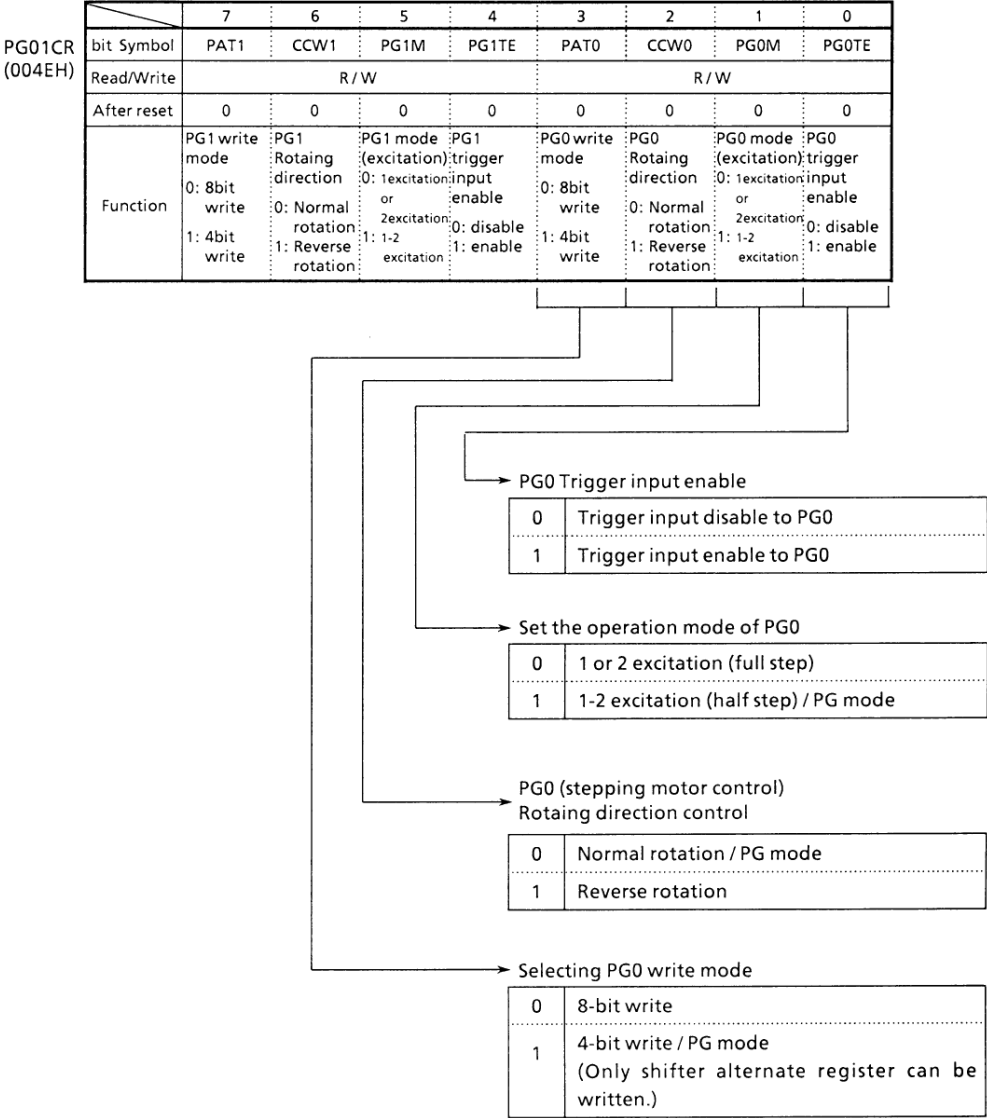 7 6 5 4 3 2 1 0
PG01CR
(004EH)
bit Symbol PAT1 CCW1 PG1M PG1TE PAT0 CCW0 PG0M PG0TE
Read/Write R / W R / W
After reset 0 0 0 0 0 0 0 0
Function
PG1 write
mode
0: 8bit
write
1: 4bit
write
PG1
Rotaing
direction
0: Normal
rotation
1: Reverse
rotation
PG1 mode
(excitation)
0: 1excitation
or
2excitation
1: 1-2
excitation
PG1
trigger
input
enable
0: disable
1: enable
PG0 write
mode
0: 8bit
write
1: 4bit
write
PG0
Rotaing
direction
0: Normal
rotation
1: Reverse
rotation
PG0 mode
(excitation)
0: 1excitation
or
2excitation
1: 1-2
excitation
PG0
trigger
input
enable
0: disable
1: enable
PG0 Trigger input enable
0 Trigger input disable to PG0
1 Trigger input enable to PG0
Set the operation mode of PG0
0 1 or 2 excitation (full step)
1 1-2 excitation (half step) / PG mode
PG0 (stepping motor control)
Rotaing direction control
0 Normal rotation / PG mode
1 Reverse rotation
Selecting PG0 write mode
0 8-bit write
1 4-bit write / PG mode
(Only shifter alternate register can be
written.)